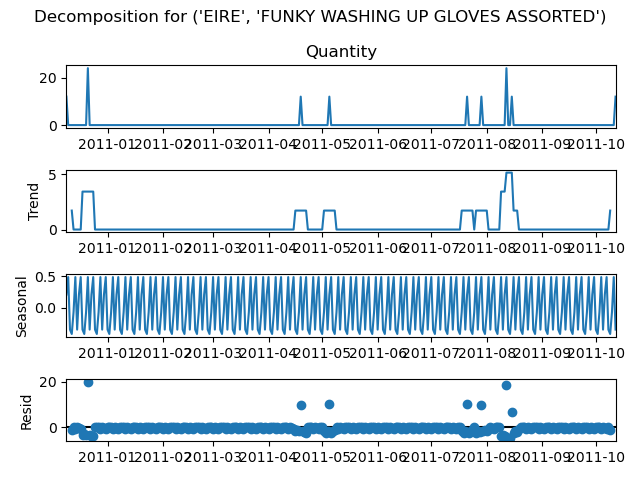 Decomposition for ('EIRE', 'FUNKY WASHING UP GLOVES ASSORTED')
Quantity
20
0
2011-01 2011-02 2011-03 2011-04 2011-05 2011-06 2011-07 2011-08 2011-09 2011-10
Trend
5
0
2011-01 2011-02 2011-03 2011-04 2011-05 2011-06 2011-07 2011-08 2011-09 2011-10
Seasonal
0.5
0.0
2011-01 2011-02 2011-03 2011-04 2011-05 2011-06 2011-07 2011-08 2011-09 2011-10
Resid
20
0
2011-01 2011-02 2011-03 2011-04 2011-05 2011-06 2011-07 2011-08 2011-09 2011-10